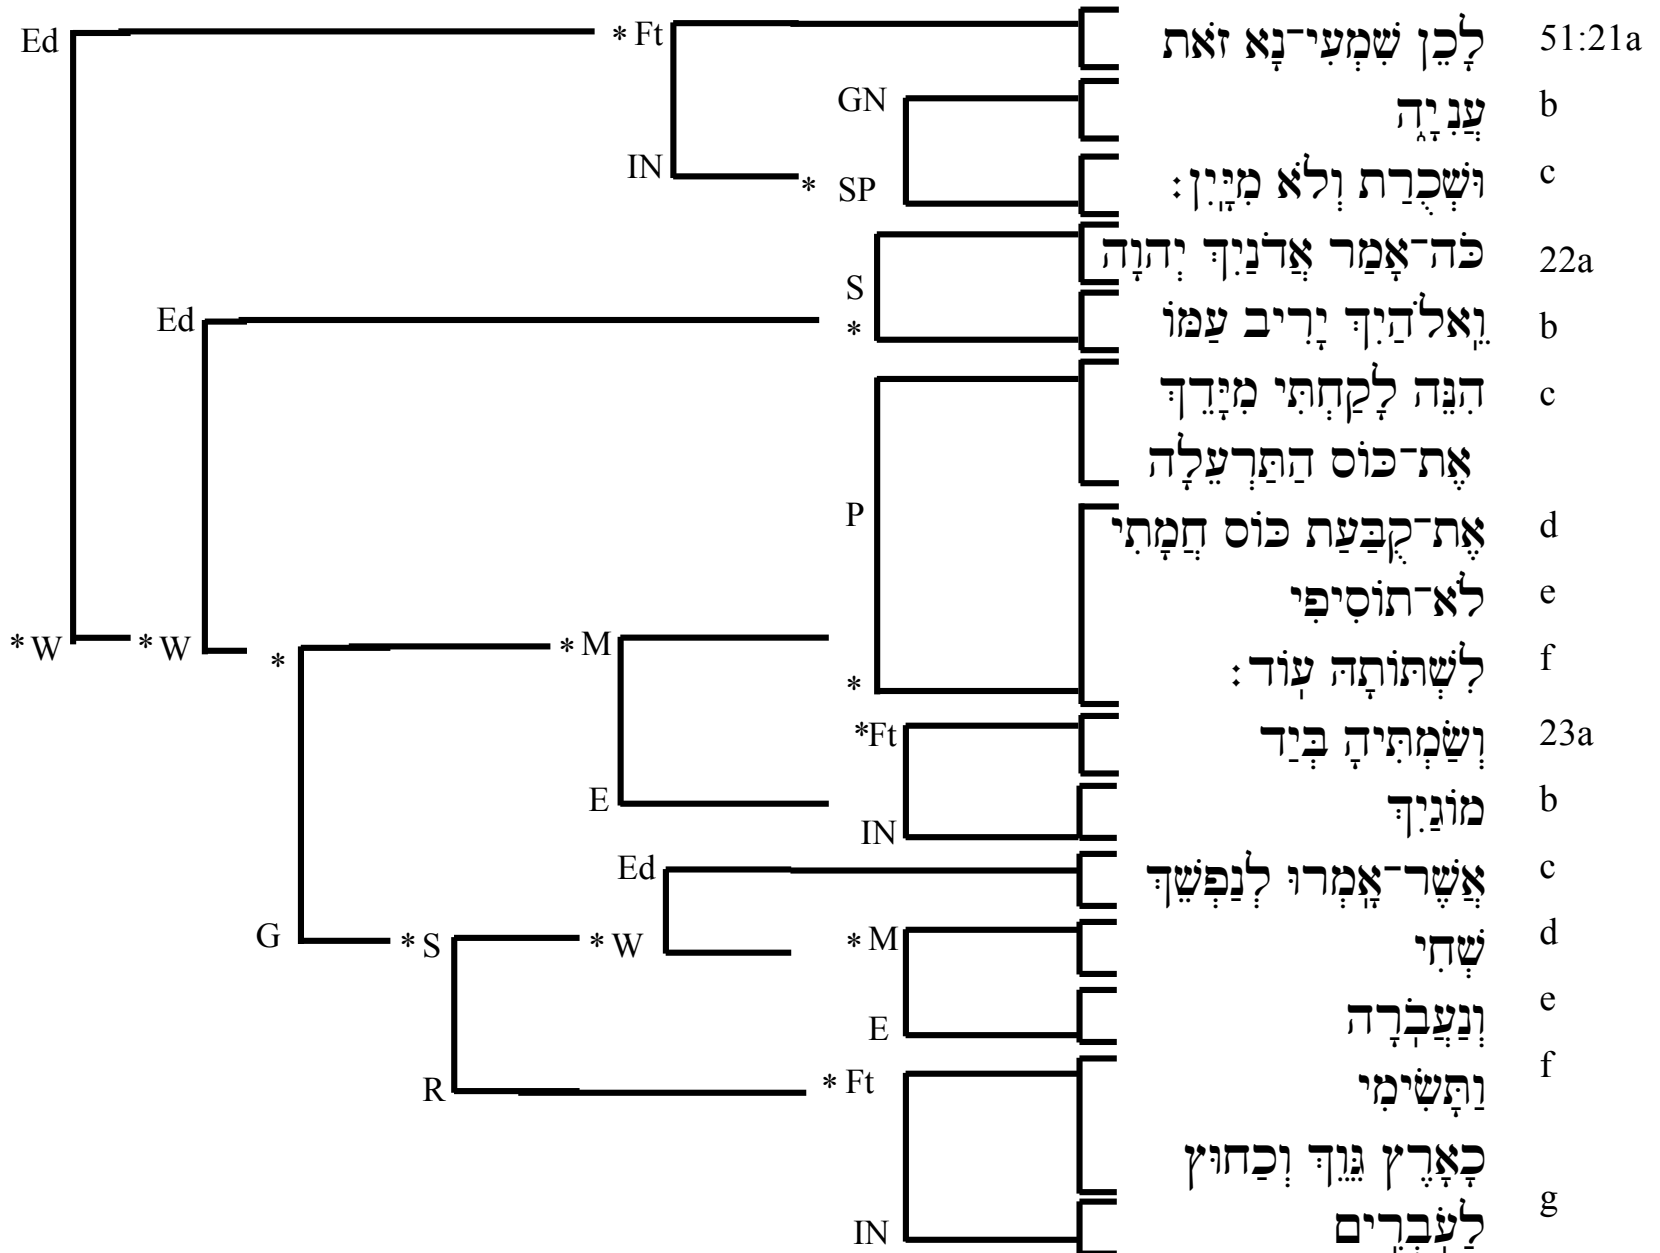 Ed * Ft לָכֵן שִׁמְעִי־נָא זֹאת 51:21a
GN עֲנִיָּה b
IN * SP וּשְׁכֻרַת וְלֹא מִיָּיִן׃ c
כֹּה־אָמַר אֲדֹנַיִךְ יְהוָה 22a
S
Ed * וֵאלֹהַיִךְ יָרִיב עַמּוֹ b
הִנֵּה לָקַחְתִּי מִיָּדֵךְ c
אֶת־כּוֹס הַתַּרְעֵלָה
P אֶת־קֻבַּעַת כּוֹס חֲמָתִי d
לֹא־תוֹסִיפִי e
* W * W * * M * לִשְׁתּוֹתָהּ עוֹד׃ f
*Ft וְשַׂמְתִּיהָ בְּיַד 23a
E IN מוֹגַיִךְ b
Ed אֲשֶׁר־אָמְרוּ לְנַפְשֵׁךְ c
G * S * W * M שְׁחִי d
E וְנַעֲבֹרָה e
R * Ft וַתָּשִׂימִי f
כָאָרֶץ גֵּוֵךְ וְכַחוּץ
IN לַעֹבְרִים g